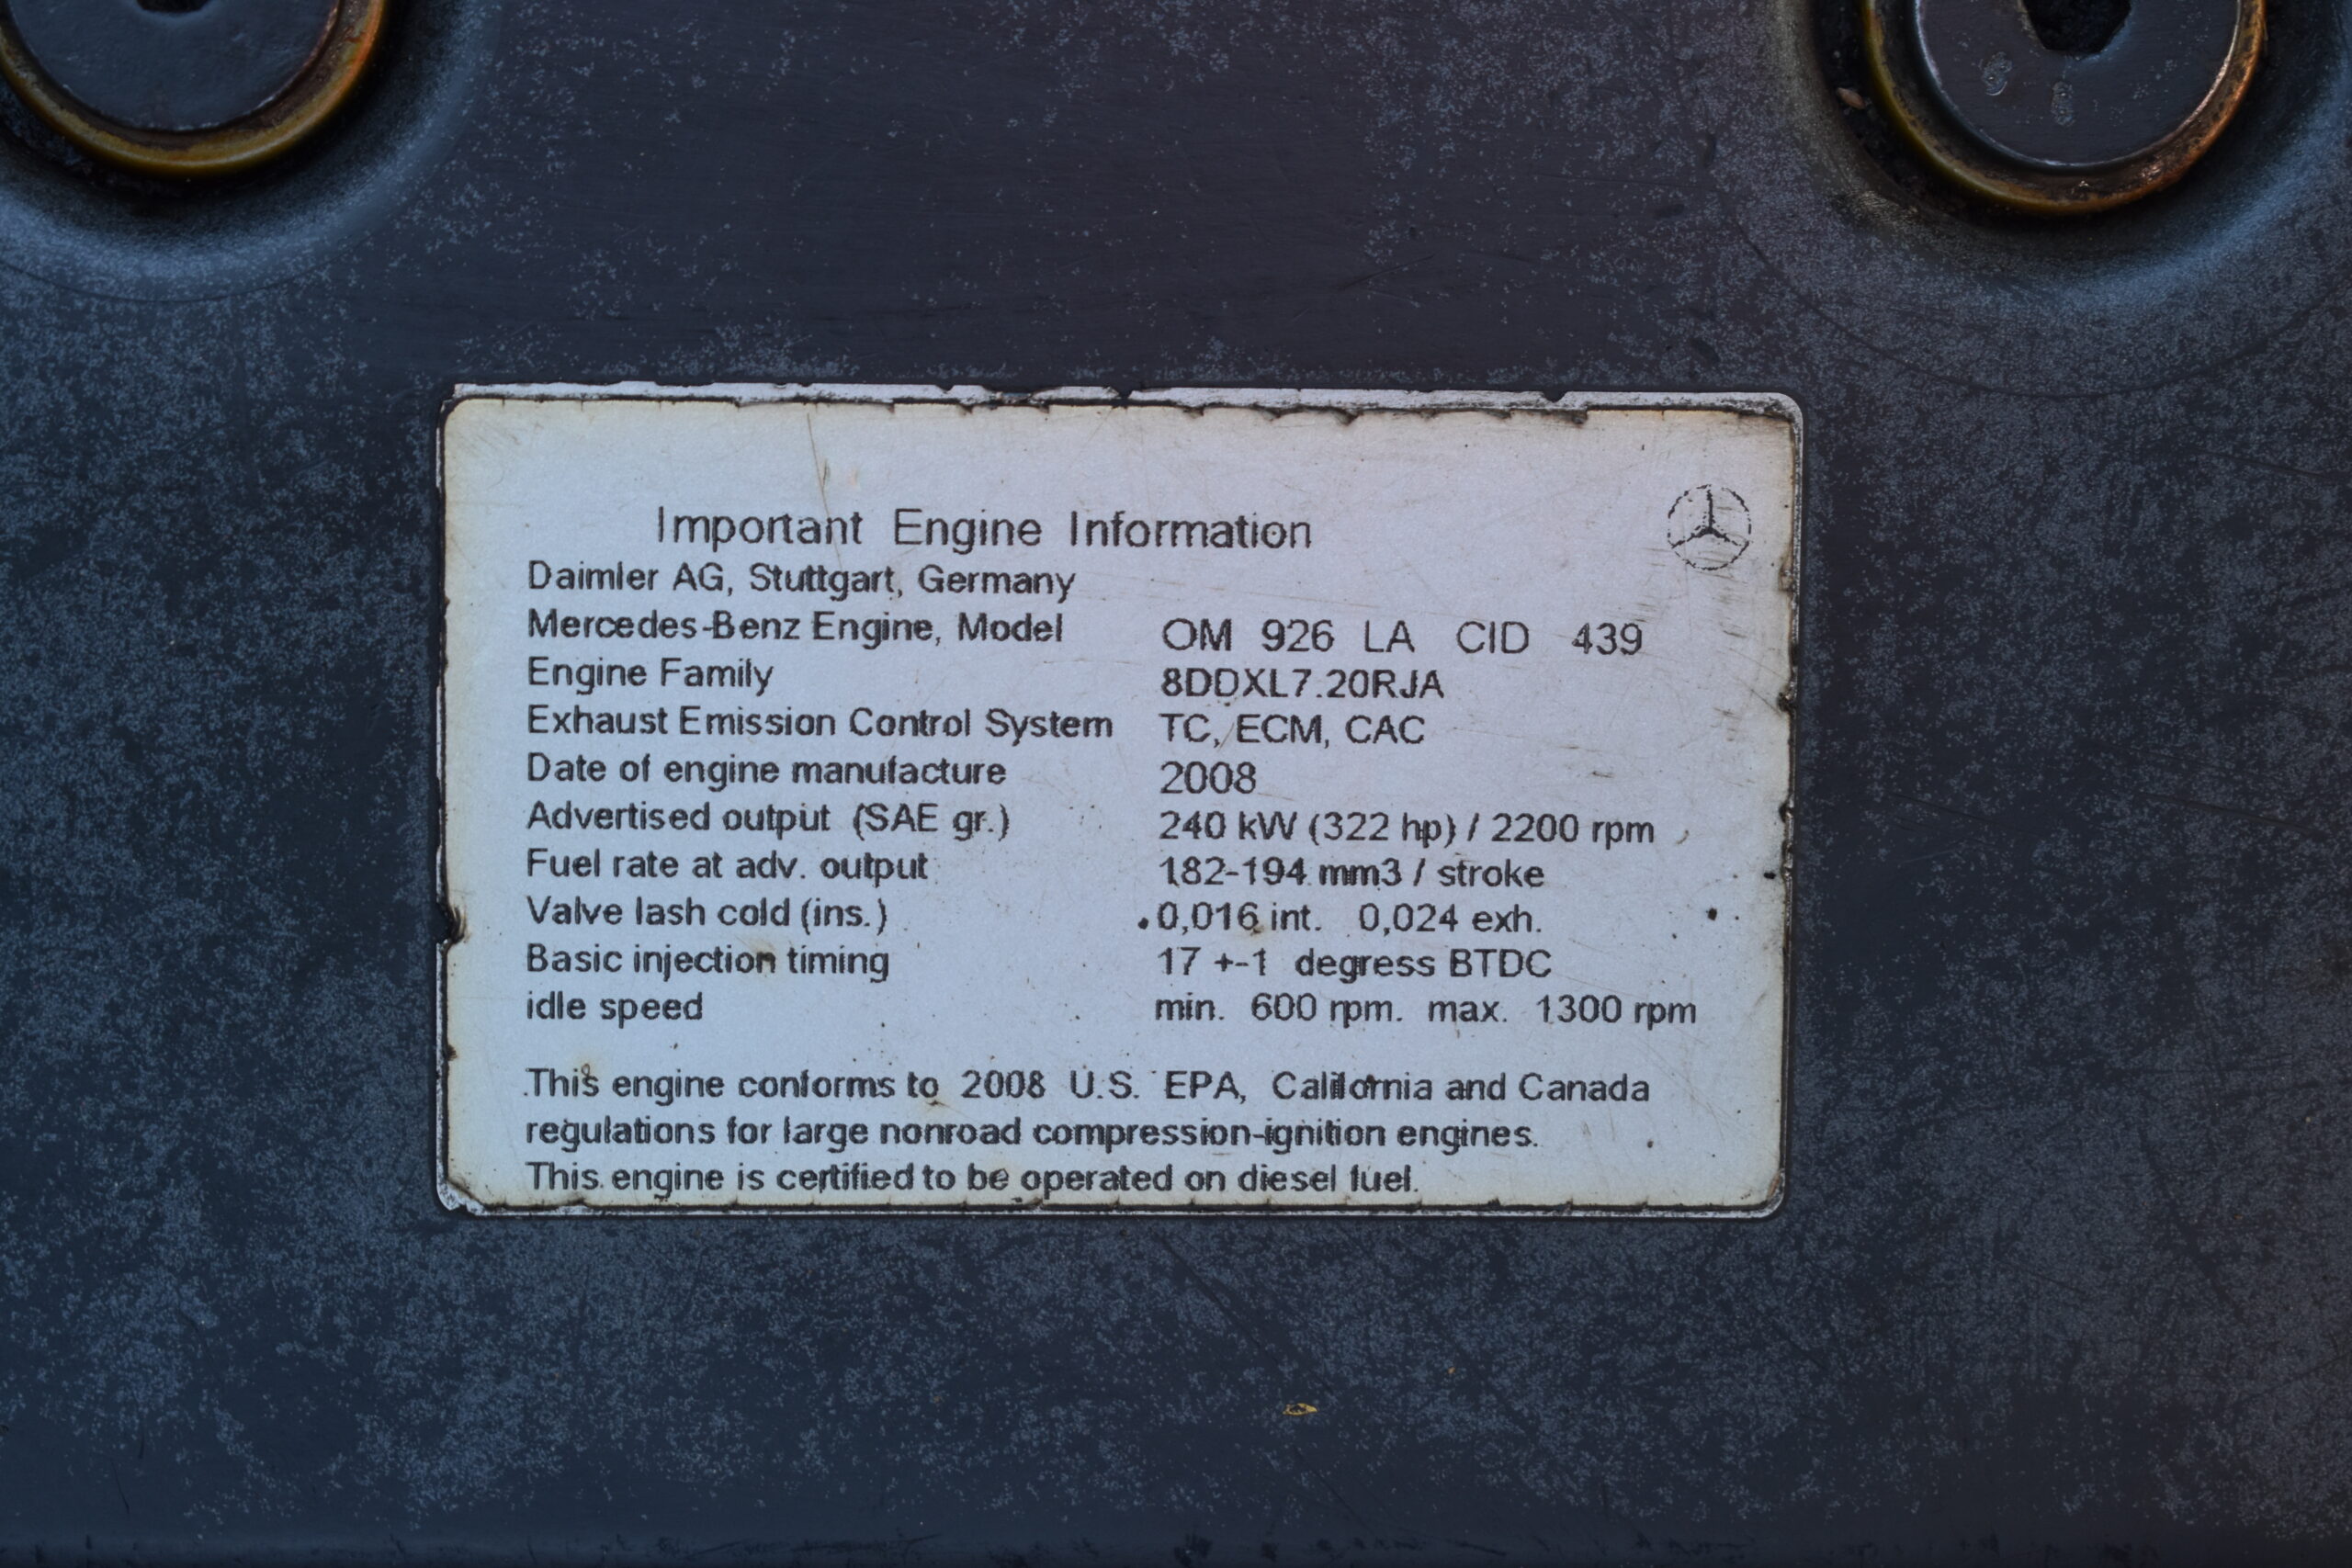 Important Engine Information
Daimler AG, Stuttgart, Germany
Mercedes-Benz Engine, Model OM 926 LA CID 439
Engine Family 8DDXL7.20RJA
Exhaust Emission Control System TC, ECM, CAC
Date of engine manufacture 2008
Advertised output (SAE gr.) 240 kW (322 hp) / 2200 rpm
Fuel rate at adv. output 182-194 mm3 / stroke
Valve lash cold (ins.) 0,016 int. 0,024 exh.
Basic injection timing 17 +-1 degress BTDC
idle speed min. 600 rpm. max. 1300 rpm
This engine conforms to 2008 U.S. EPA, California and Canada
regulations for large nonroad compression-ignition engines.
This engine is certified to be operated on diesel fuel.